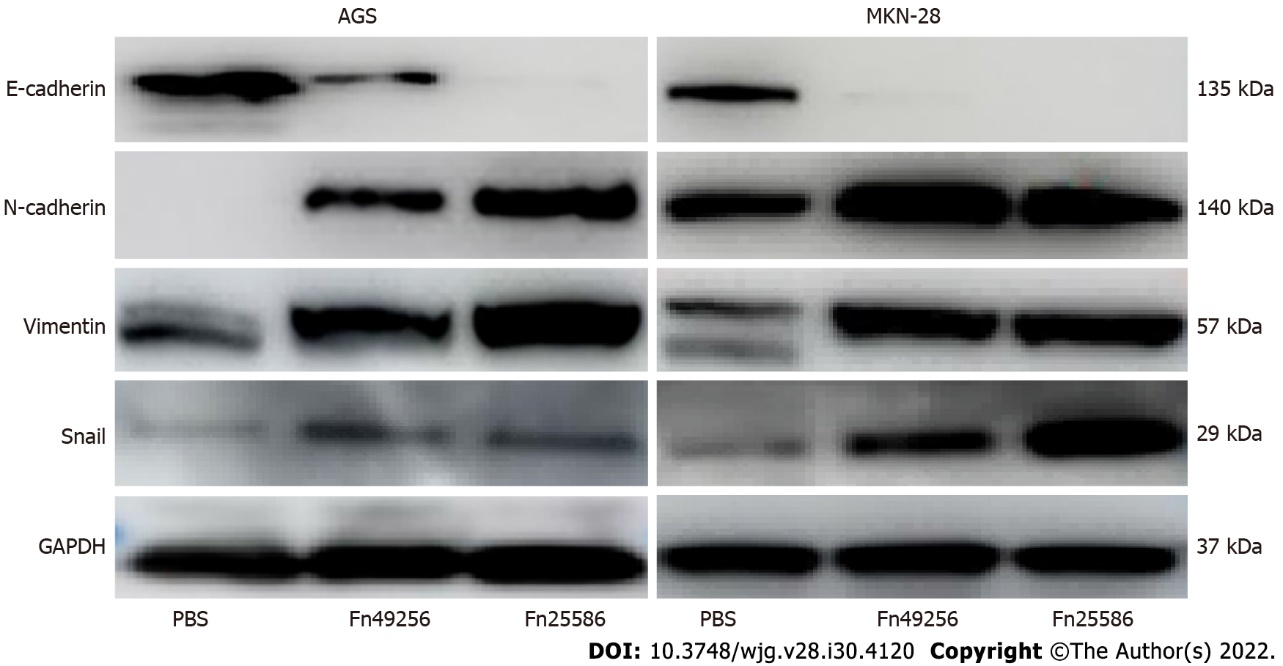 AGS MKN-28
E-cadherin 135 kDa
N-cadherin 140 kDa
Vimentin 57 kDa
Snail 29 kDa
GAPDH 37 kDa
PBS Fn49256 Fn25586 PBS Fn49256 Fn25586
DOI: 10.3748/wjg.v28.i30.4120 Copyright ©The Author(s) 2022.